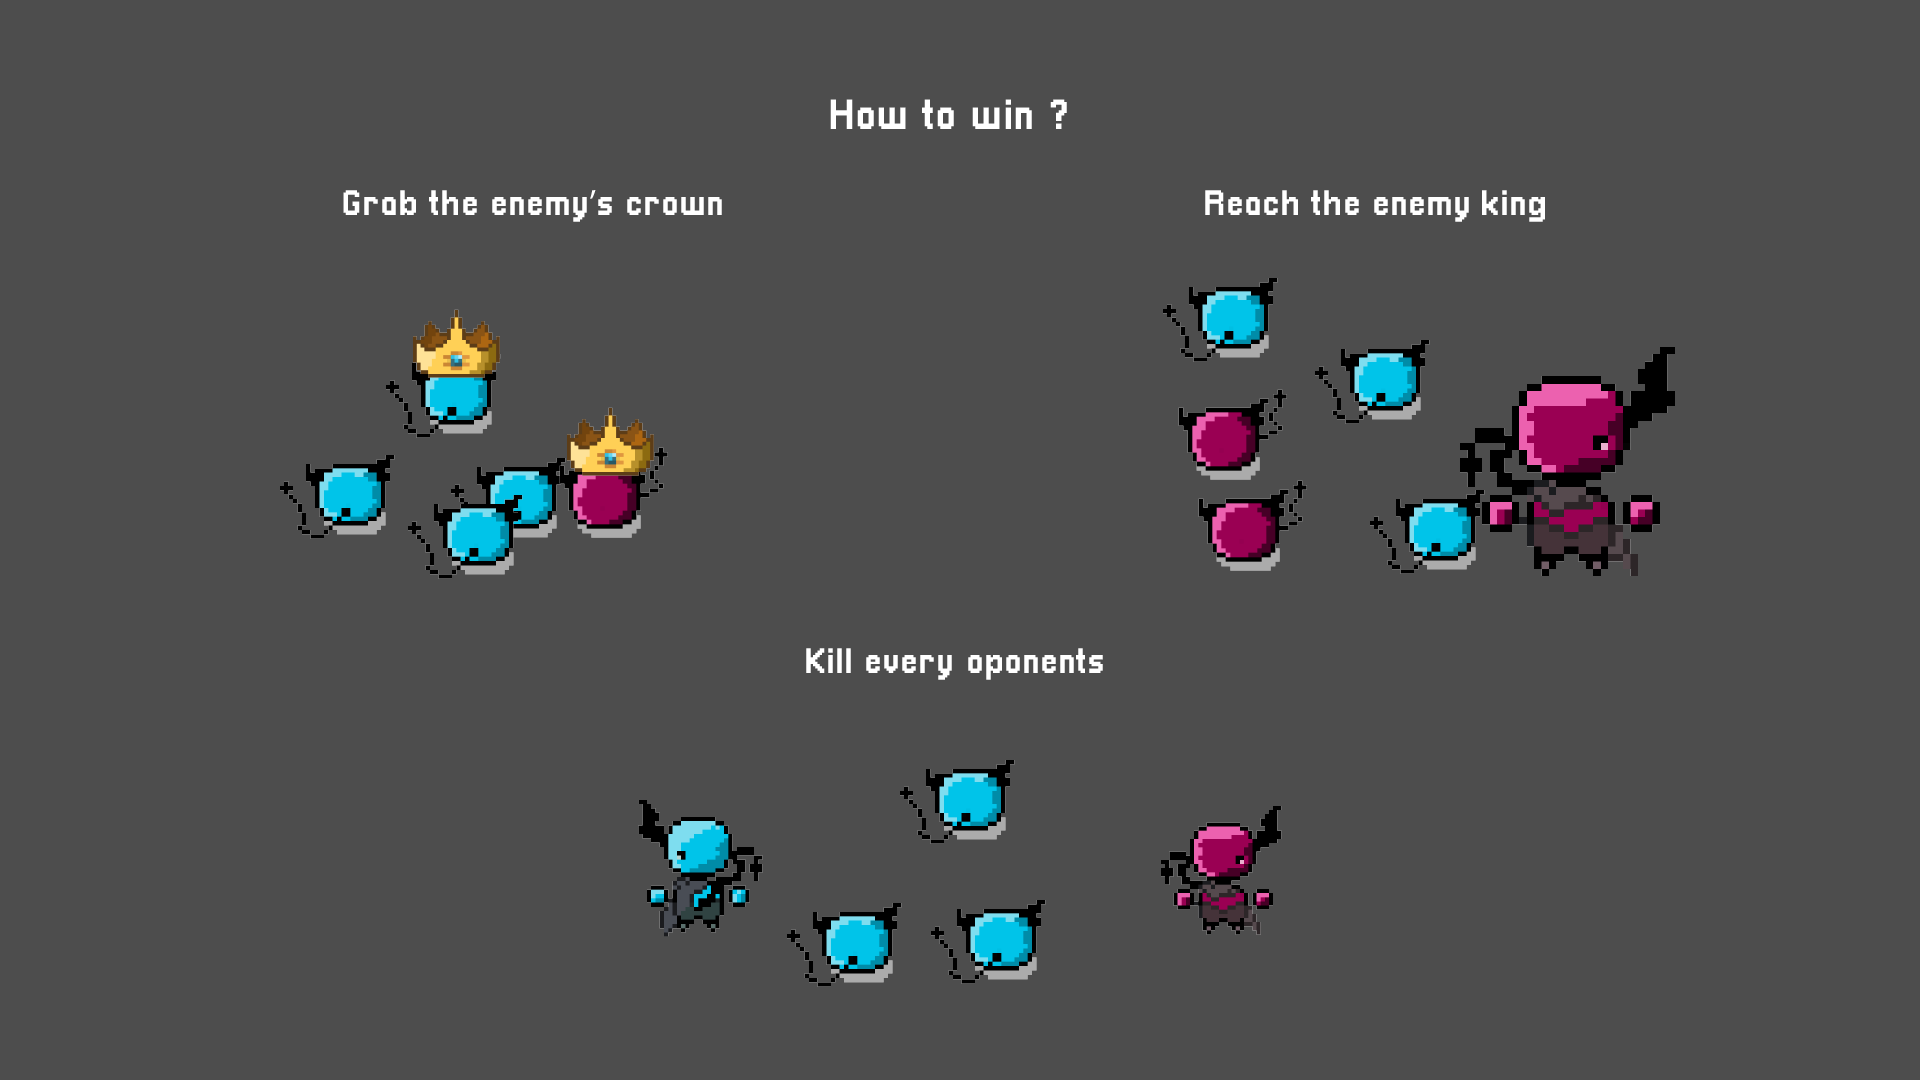 How to win ?
Grab the enemy's crown
Reach the enemy king
Kill every oponents